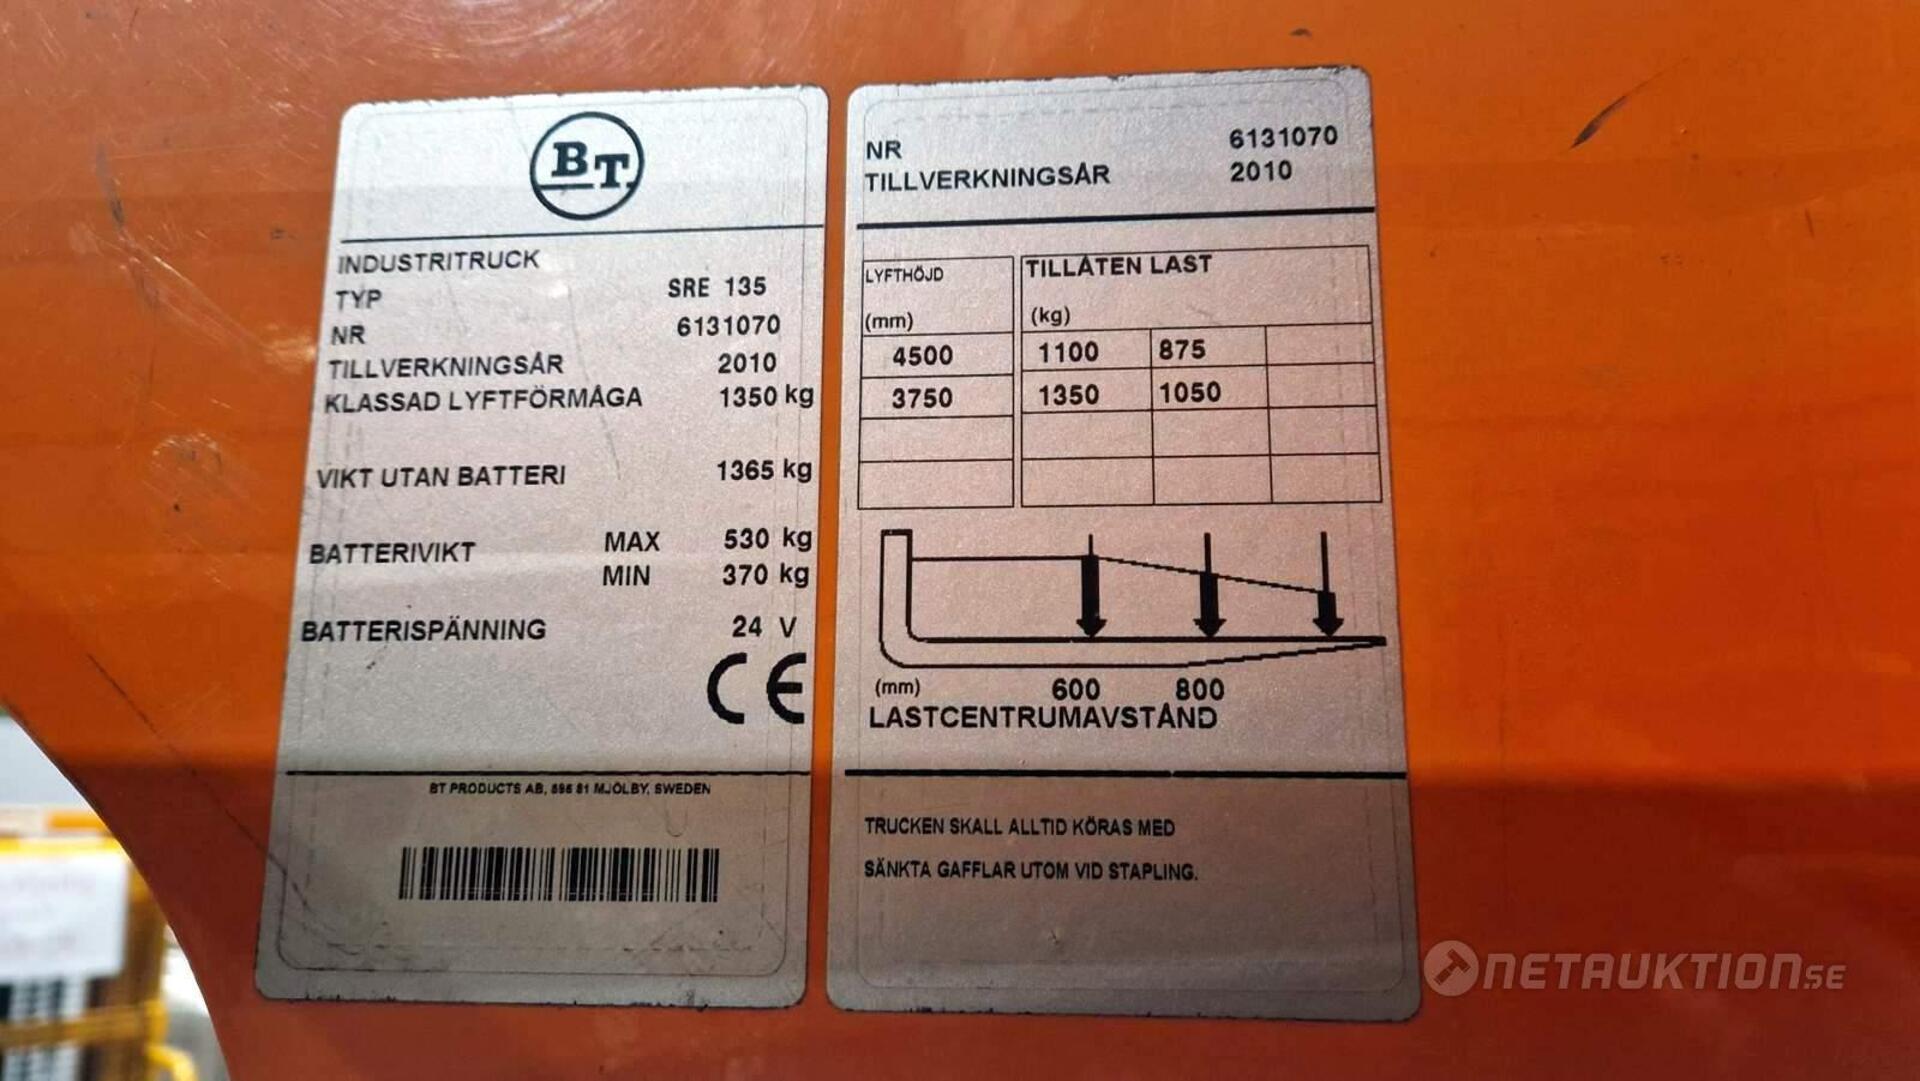 BT
INDUSTRITRUCK
TYP SRE 135
NR 6131070
TILLVERKNINGSÅR 2010
KLASSAD LYFTFÖRMÅGA 1350 kg
VIKT UTAN BATTERI 1365 kg
BATTERIVIKT MAX 530 kg
MIN 370 kg
BATTERISPÄNNING 24 V
CE
BT PRODUCTS AB, 595 81 MJÖLBY, SWEDEN
NR 6131070
TILLVERKNINGSÅR 2010
LYFTHÖJD TILLÅTEN LAST
(mm) (kg)
4500 1100 875
3750 1350 1050
(mm) 600 800
LASTCENTRUMAVSTÅND
TRUCKEN SKALL ALLTID KÖRAS MED
SÄNKTA GAFFLAR UTOM VID STAPLING.
NETAUKTION.SE